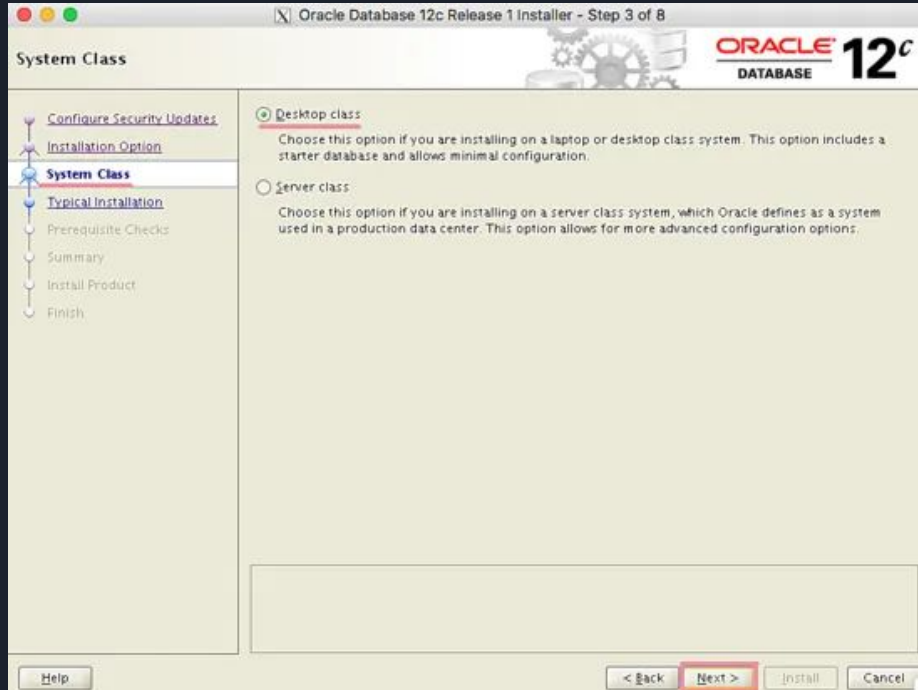 Oracle Database 12c Release 1 Installer - Step 3 of 8
System Class
ORACLE
DATABASE
12c
Configure Security Updates
Installation Option
System Class
Typical Installation
Prerequisite Checks
Summary
Install Product
Finish
Desktop class
Choose this option if you are installing on a laptop or desktop class system. This option includes a
starter database and allows minimal configuration.
Server class
Choose this option if you are installing on a server class system, which Oracle defines as a system
used in a production data center. This option allows for more advanced configuration options.
Help
< Back
Next >
Install
Cancel